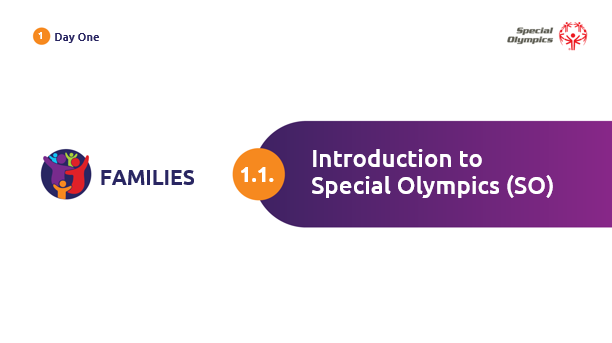 1 Day One
Special
Olympics
FAMILIES
1.1.
Introduction to
Special Olympics (SO)